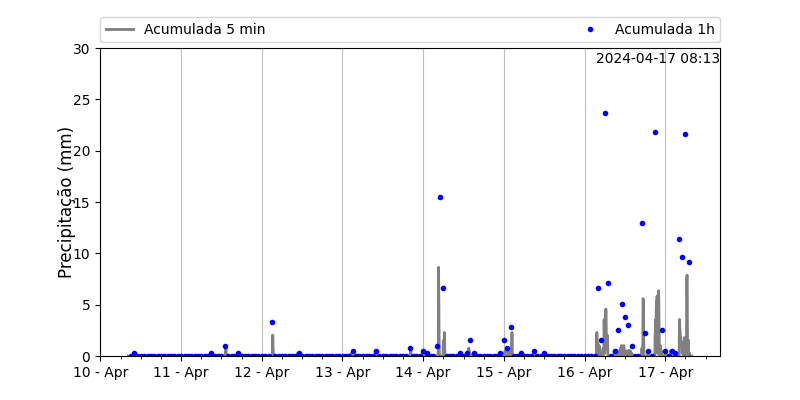 Acumulada 5 min
Acumulada 1h
2024-04-17 08:13
Precipitação (mm)
30
25
20
15
10
5
0
10 - Apr
11 - Apr
12 - Apr
13 - Apr
14 - Apr
15 - Apr
16 - Apr
17 - Apr